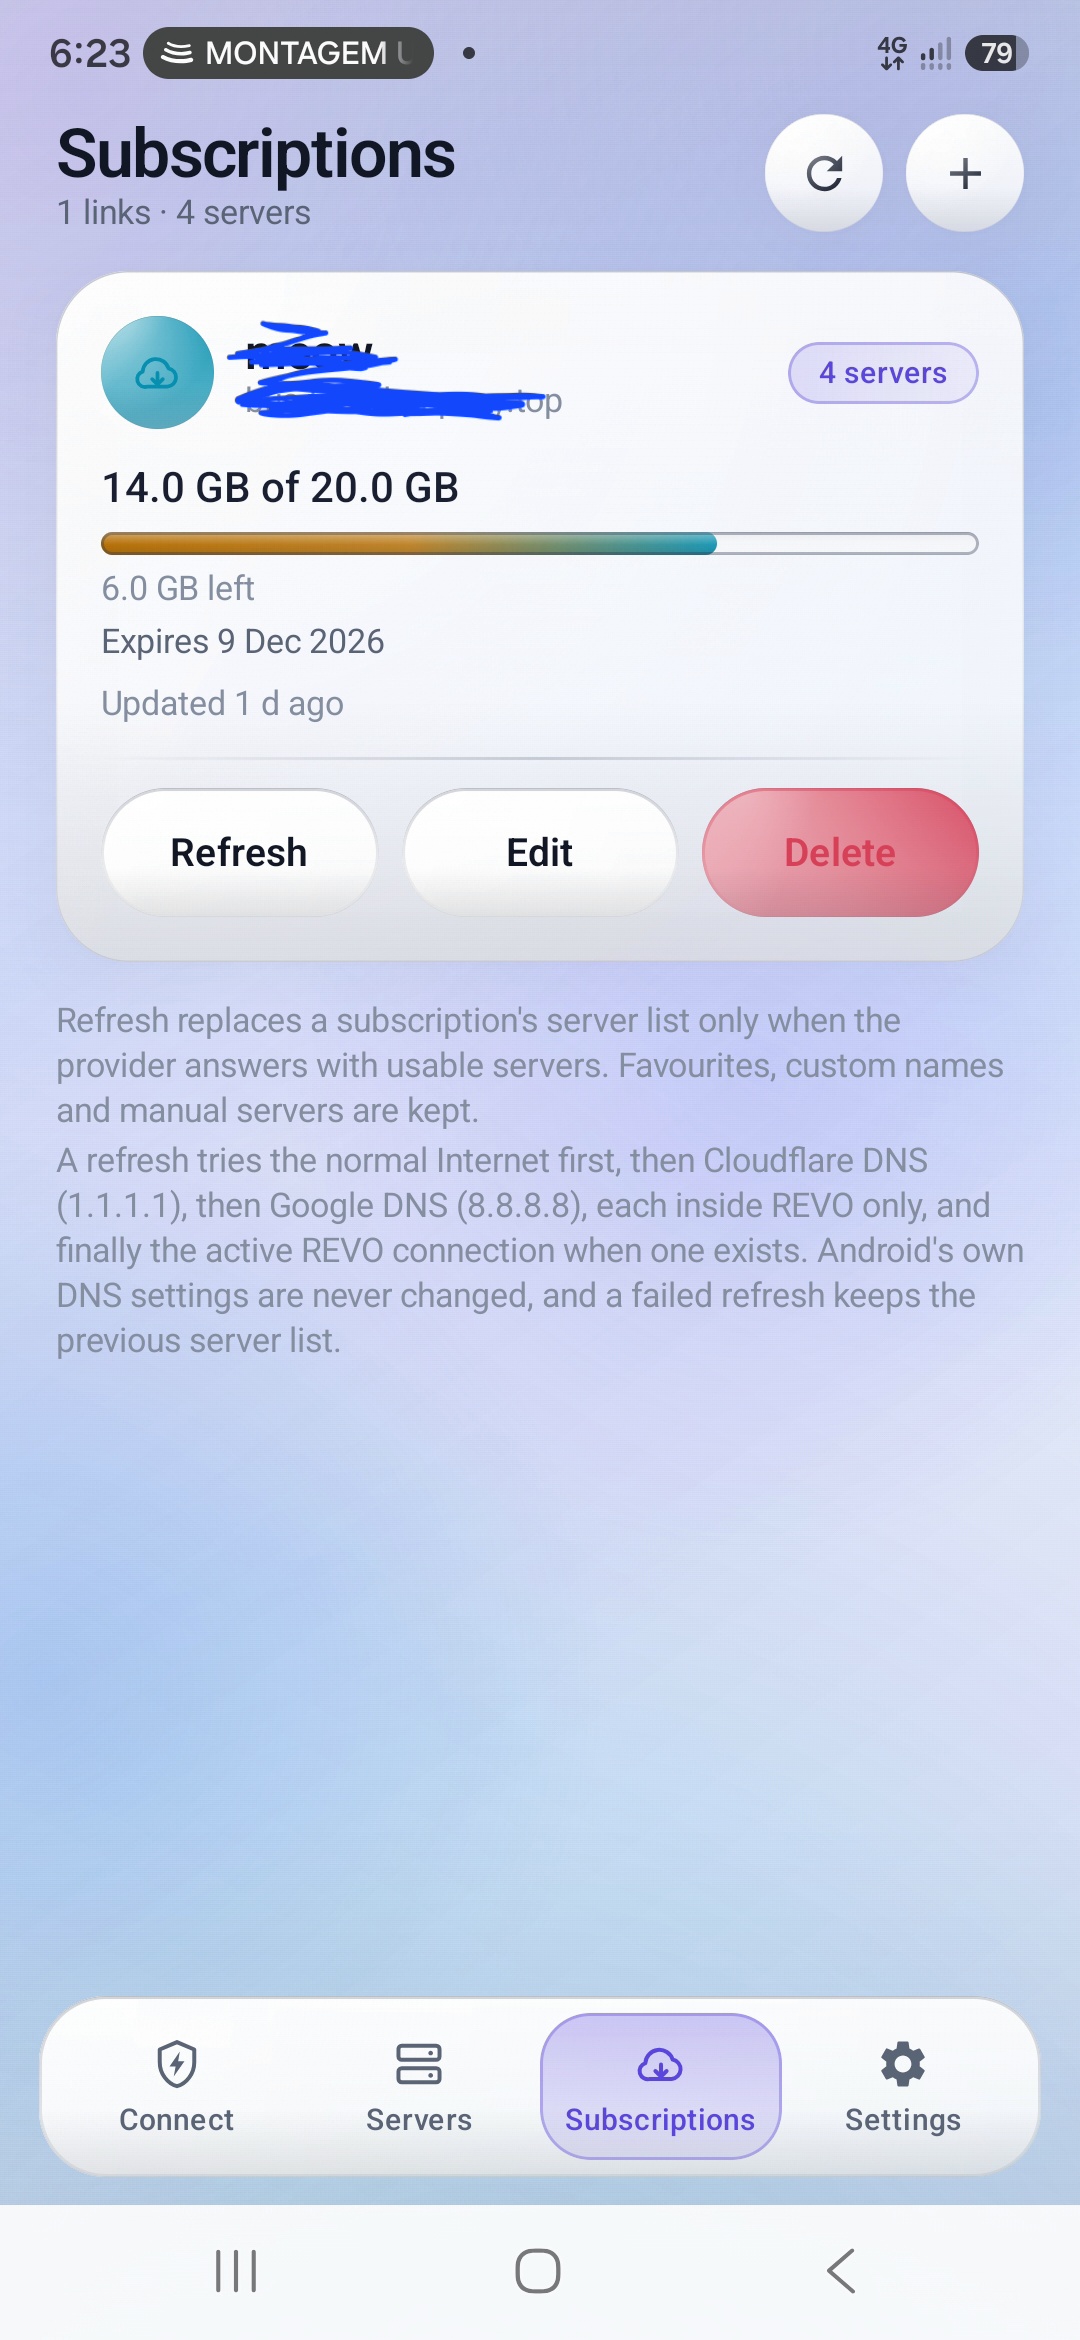 6:23 MONTAGEM 4G 79
Subscriptions
1 links · 4 servers
4 servers
14.0 GB of 20.0 GB
6.0 GB left
Expires 9 Dec 2026
Updated 1 d ago
Refresh Edit Delete
Refresh replaces a subscription's server list only when the
provider answers with usable servers. Favourites, custom names
and manual servers are kept.
A refresh tries the normal Internet first, then Cloudflare DNS
(1.1.1.1), then Google DNS (8.8.8.8), each inside REVO only, and
finally the active REVO connection when one exists. Android's own
DNS settings are never changed, and a failed refresh keeps the
previous server list.
Connect Servers Subscriptions Settings